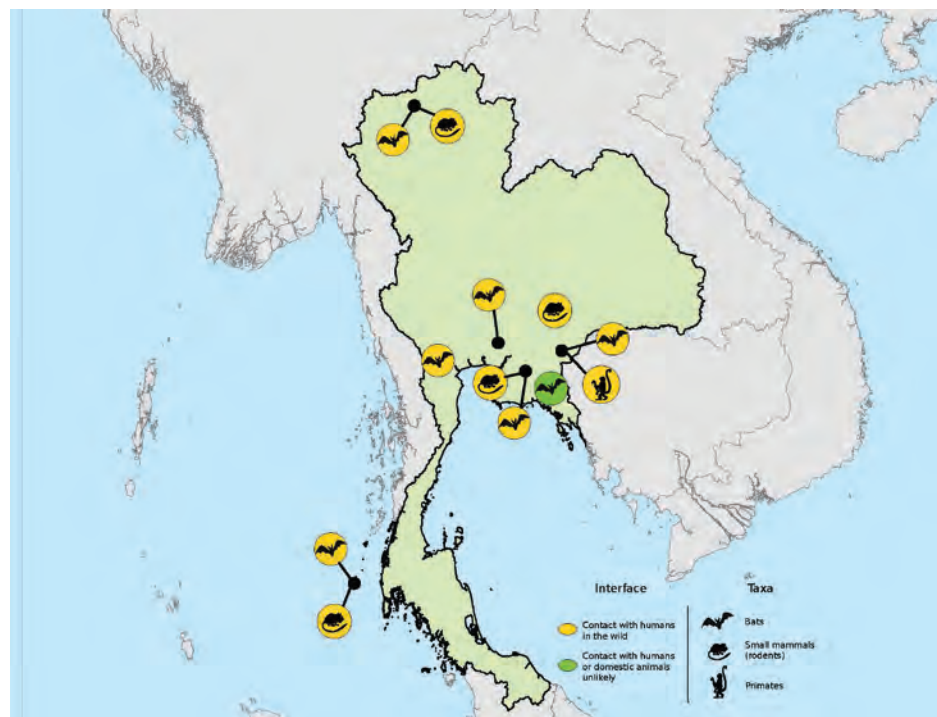 Interface
Taxa
Contact with humans
in the wild
Contact with humans
or domestic animals
unlikely
Bats
Small mammals
(rodents)
Primates